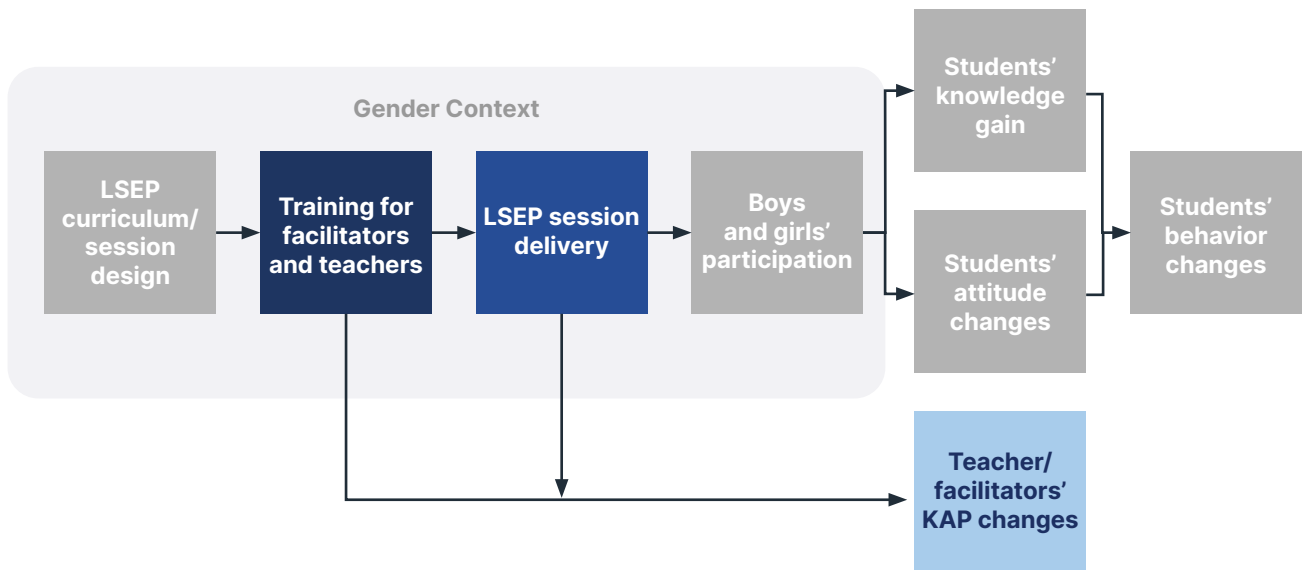 Gender Context
LSEP
curriculum/
session
design
Training for
facilitators
and teachers
LSEP session
delivery
Boys
and girls’
participation
Students’
knowledge
gain
Students’
attitude
changes
Students’
behavior
changes
Teacher/
facilitators’
KAP changes